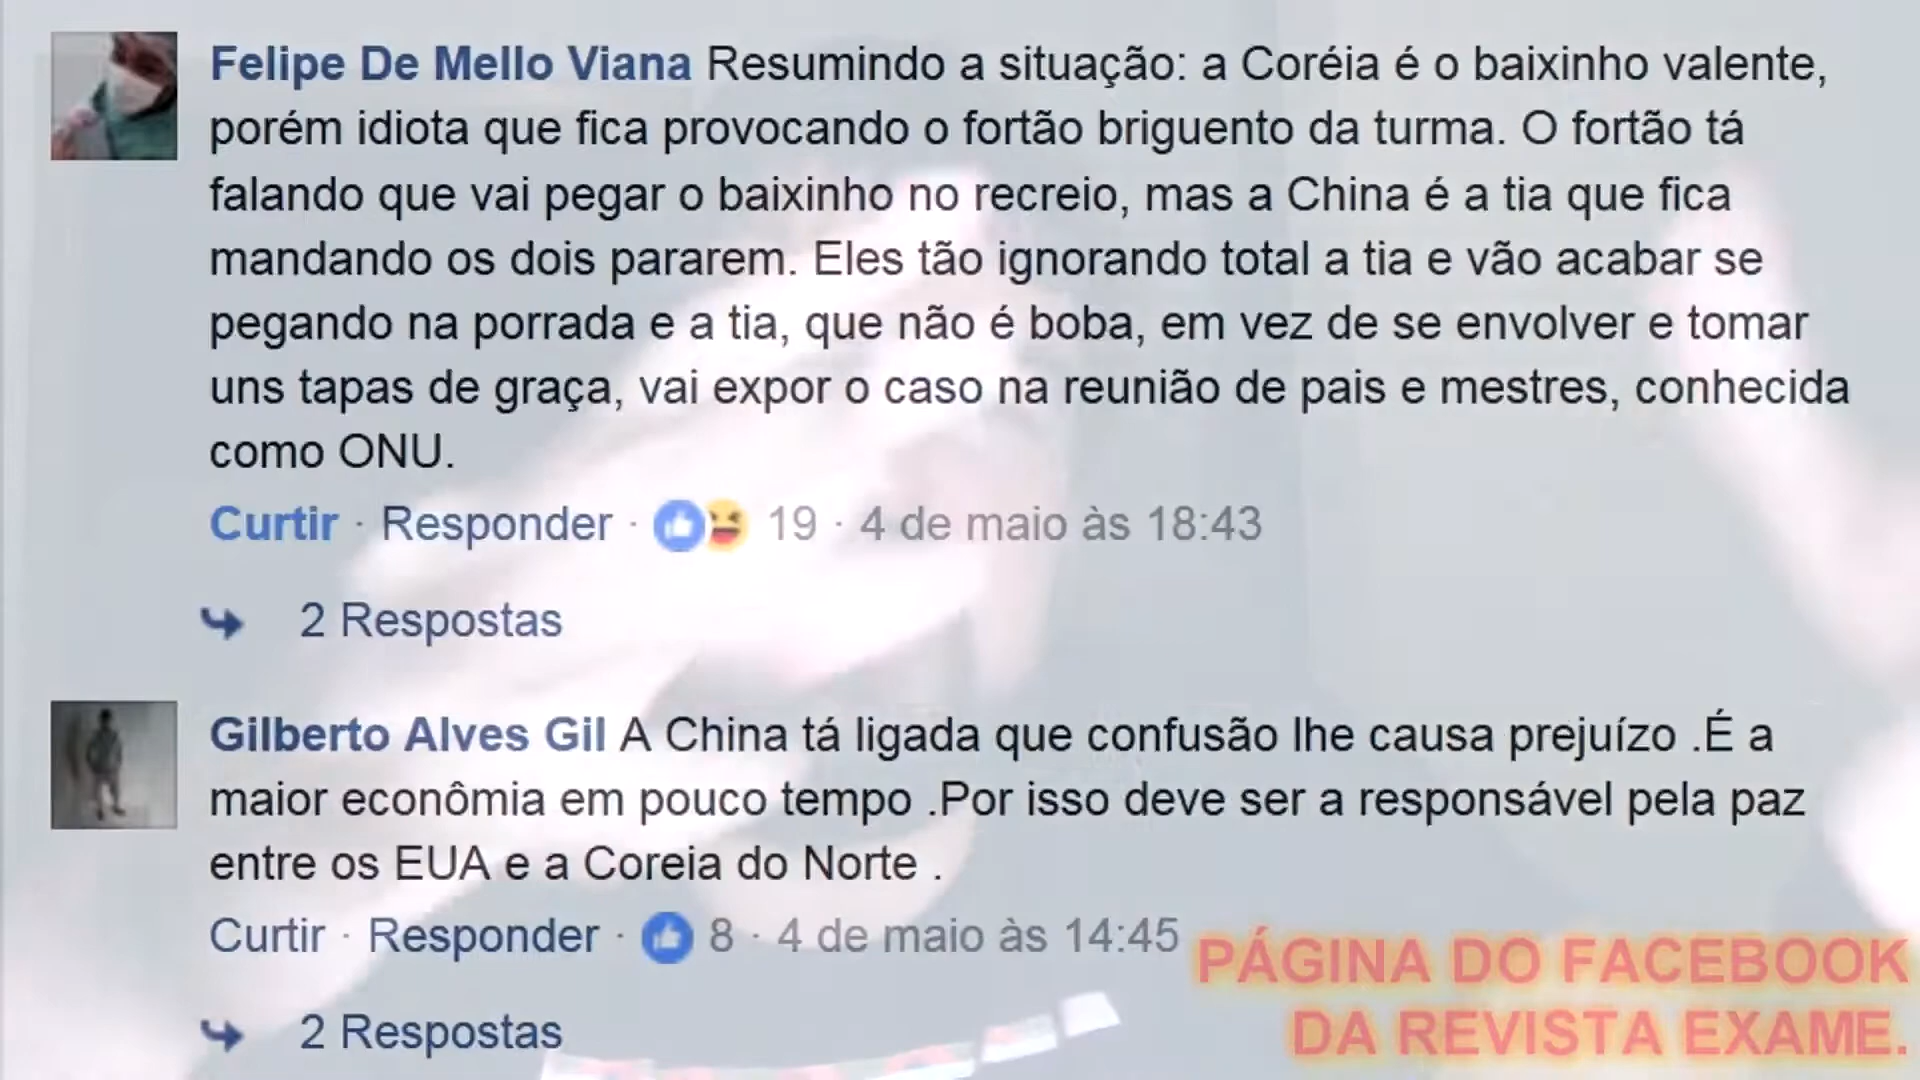 Felipe De Mello Viana Resumindo a situação: a Coréia é o baixinho valente,
porém idiota que fica provocando o fortão briguento da turma. O fortão tá
falando que vai pegar o baixinho no recreio, mas a China é a tia que fica
mandando os dois pararem. Eles tão ignorando total a tia e vão acabar se
pegando na porrada e a tia, que não é boba, em vez de se envolver e tomar
uns tapas de graça, vai expor o caso na reunião de pais e mestres, conhecida
como ONU.
Curtir · Responder · 19 · 4 de maio às 18:43
2 Respostas
Gilberto Alves Gil A China tá ligada que confusão lhe causa prejuízo .É a
maior econômia em pouco tempo .Por isso deve ser a responsável pela paz
entre os EUA e a Coreia do Norte .
Curtir · Responder · 8 · 4 de maio às 14:45
2 Respostas
PÁGINA DO FACEBOOK
DA REVISTA EXAME.